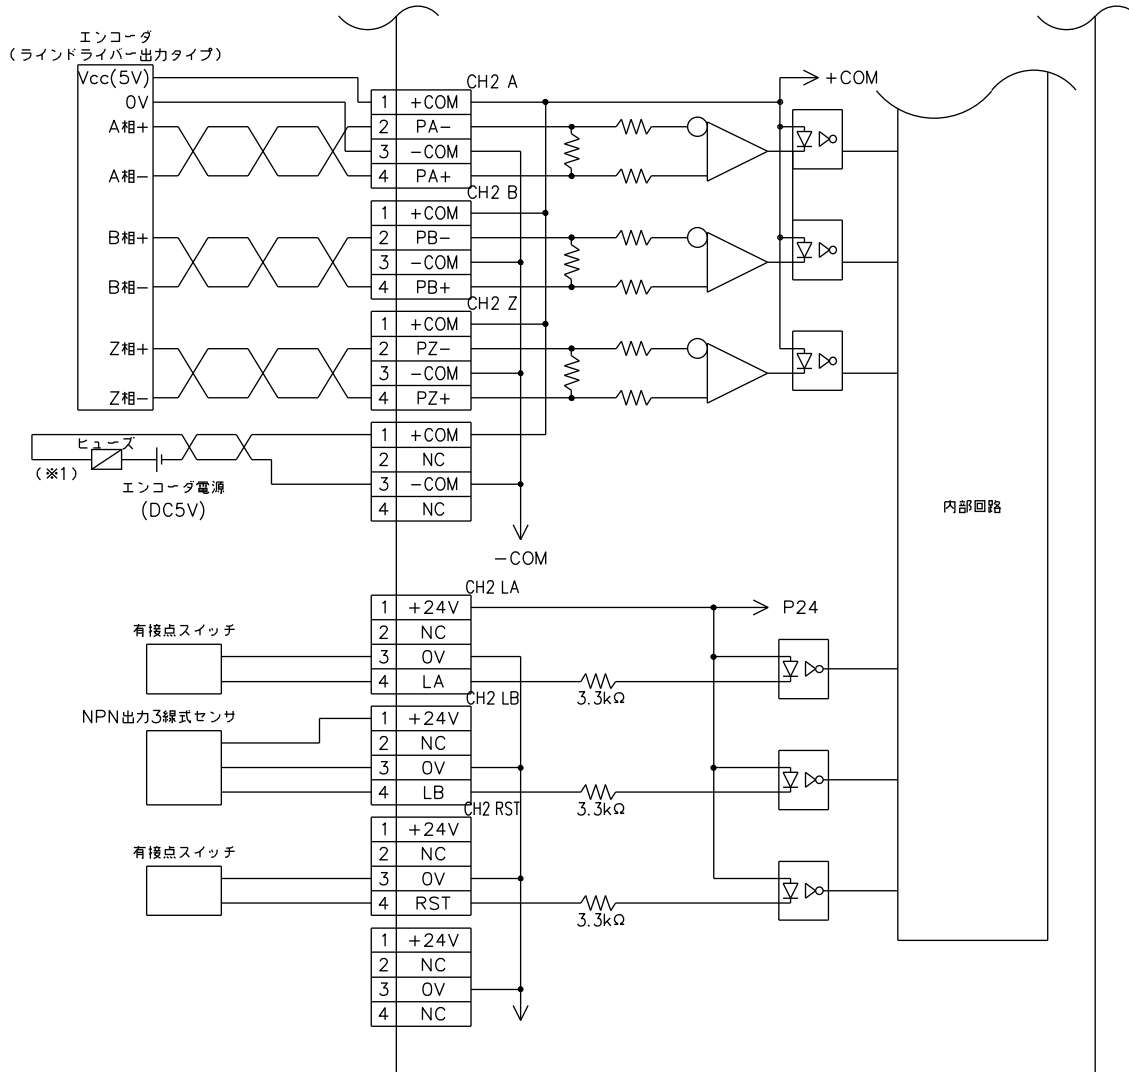 エンコーダ
(ラインドライバー出力タイプ)
Vcc(5V)
0V
A相+
A相-
B相+
B相-
Z相+
Z相-
CH2 A
1 +COM
2 PA-
3 -COM
4 PA+
CH2 B
1 +COM
2 PB-
3 -COM
4 PB+
CH2 Z
1 +COM
2 PZ-
3 -COM
4 PZ+
1 +COM
2 NC
3 -COM
4 NC
ヒューズ
(※1)
エンコーダ電源
(DC5V)
+COM
-COM
内部回路
CH2 LA
1 +24V
2 NC
3 0V
4 LA
P24
有接点スイッチ
3.3kΩ
CH2 LB
NPN出力3線式センサ
1 +24V
2 NC
3 0V
4 LB
3.3kΩ
CH2 RST
1 +24V
2 NC
3 0V
4 RST
有接点スイッチ
3.3kΩ
1 +24V
2 NC
3 0V
4 NC